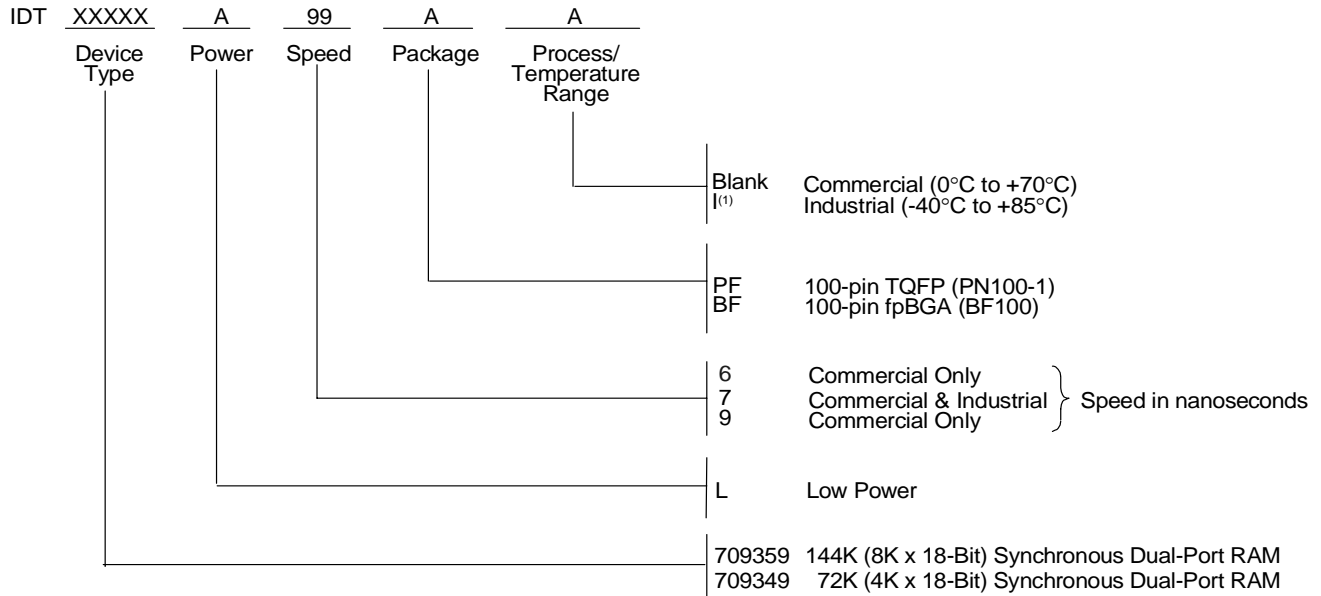 IDT XXXXX A 99 A A
Device Type Power Speed Package Process/ Temperature Range
Blank Commercial (0°C to +70°C)
I(1) Industrial (-40°C to +85°C)
PF 100-pin TQFP (PN100-1)
BF 100-pin fpBGA (BF100)
6 Commercial Only
7 Commercial & Industrial Speed in nanoseconds
9 Commercial Only
L Low Power
709359 144K (8K x 18-Bit) Synchronous Dual-Port RAM
709349 72K (4K x 18-Bit) Synchronous Dual-Port RAM